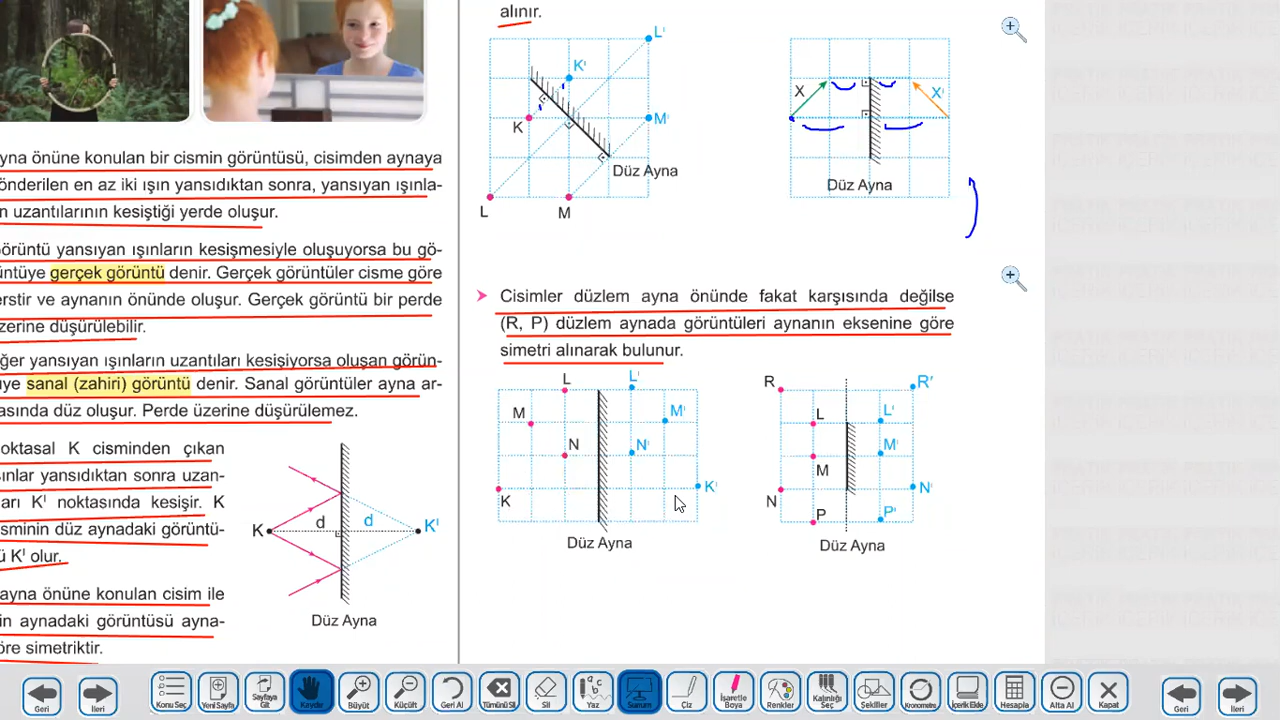 yna önüne konulan bir cismin görüntüsü, cisimden aynaya
önderilen en az iki ışın yansıdıktan sonra, yansıyan ışınla-
n uzantılarının kesiştiği yerde oluşur.
örüntü yansıyan ışınların kesişmesiyle oluşuyorsa bu gö-
üntüye gerçek görüntü denir. Gerçek görüntüler cisme göre
erstir ve aynanın önünde oluşur. Gerçek görüntü bir perde
zerine düşürülebilir.
ğer yansıyan ışınların uzantıları kesişiyorsa oluşan görün-
üye sanal (zahiri) görüntü denir. Sanal görüntüler ayna ar-
asında düz oluşur. Perde üzerine düşürülemez.
oktasal K cisminden çıkan
şınlar yansıdıktan sonra uzan-
arı K' noktasında kesişir. K
sminin düz aynadaki görüntü-
ü K' olur.
ayna önüne konulan cisim ile
in aynadaki görüntüsü ayna-
öre simetriktir.
K d d K'
Düz Ayna
alınır.
L'
K'
K M'
Düz Ayna
L M
X X'
Düz Ayna
Cisimler düzlem ayna önünde fakat karşısında değilse
(R, P) düzlem aynada görüntüleri aynanın eksenine göre
simetri alınarak bulunur.
L L'
M M'
N N'
K K'
Düz Ayna
R R'
L L'
M M'
N N'
P P'
Düz Ayna
Geri İleri Konu Seç Yeni Sayfa Sayfaya Git Kaydır Büyüt Küçült Geri Al Tümünü Sil Sil Yaz Sunum Çiz İşaretle Boya Renkler Kalınlığı Seç Şekiller Kronometre İçerik Ekle Hesapla Alta Al Kapat Geri İleri